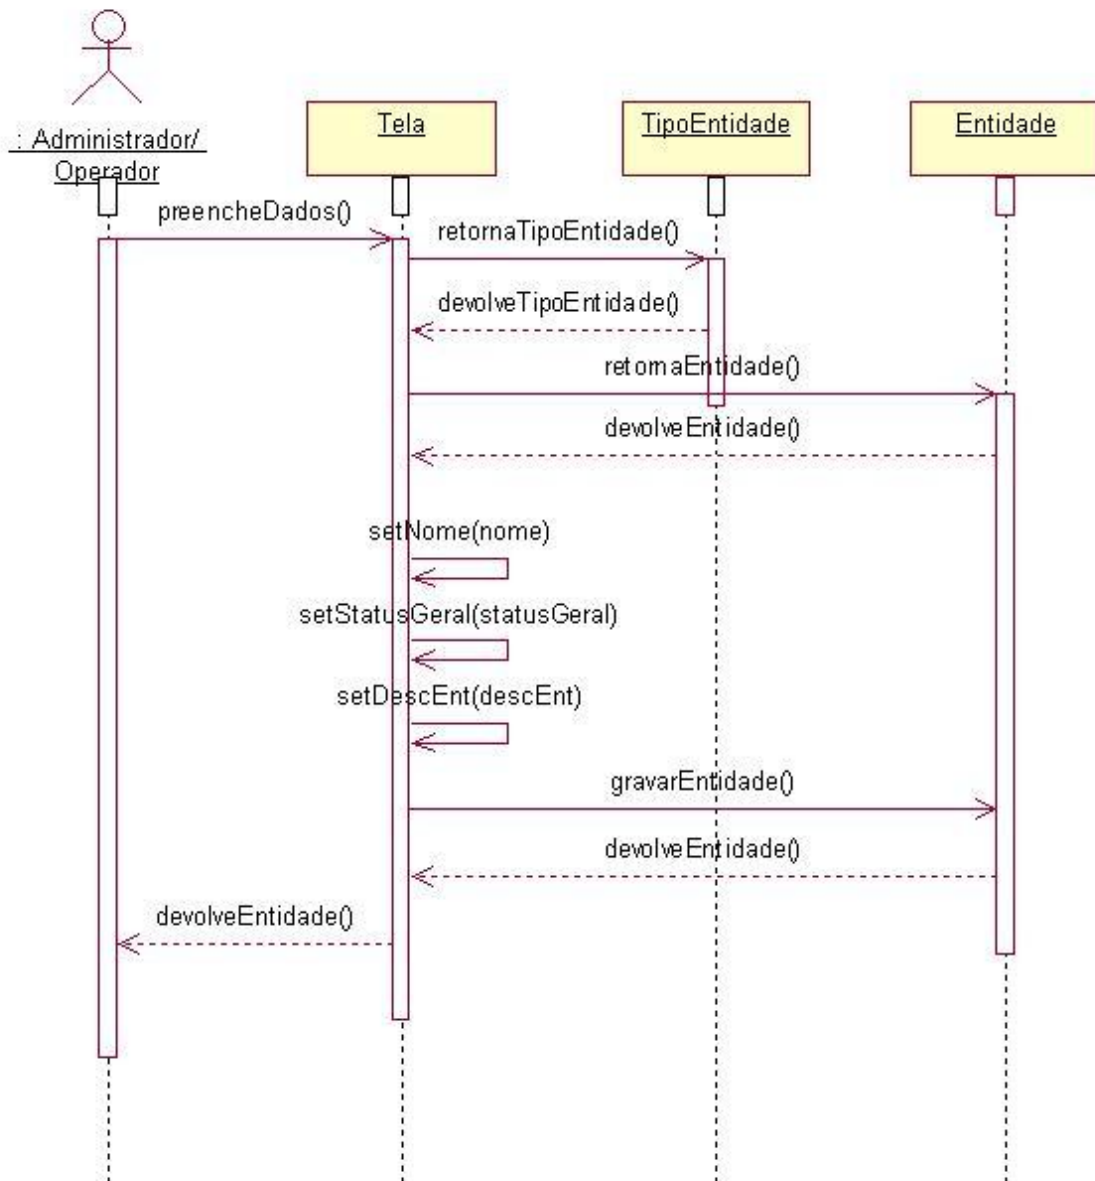 : Administrador/
Operador
Tela
TipoEntidade
Entidade
preencheDados()
retornaTipoEntidade()
devolveTipoEntidade()
retornaEntidade()
devolveEntidade()
setNome(nome)
setStatusGeral(statusGeral)
setDescEnt(descEnt)
gravarEntidade()
devolveEntidade()
devolveEntidade()